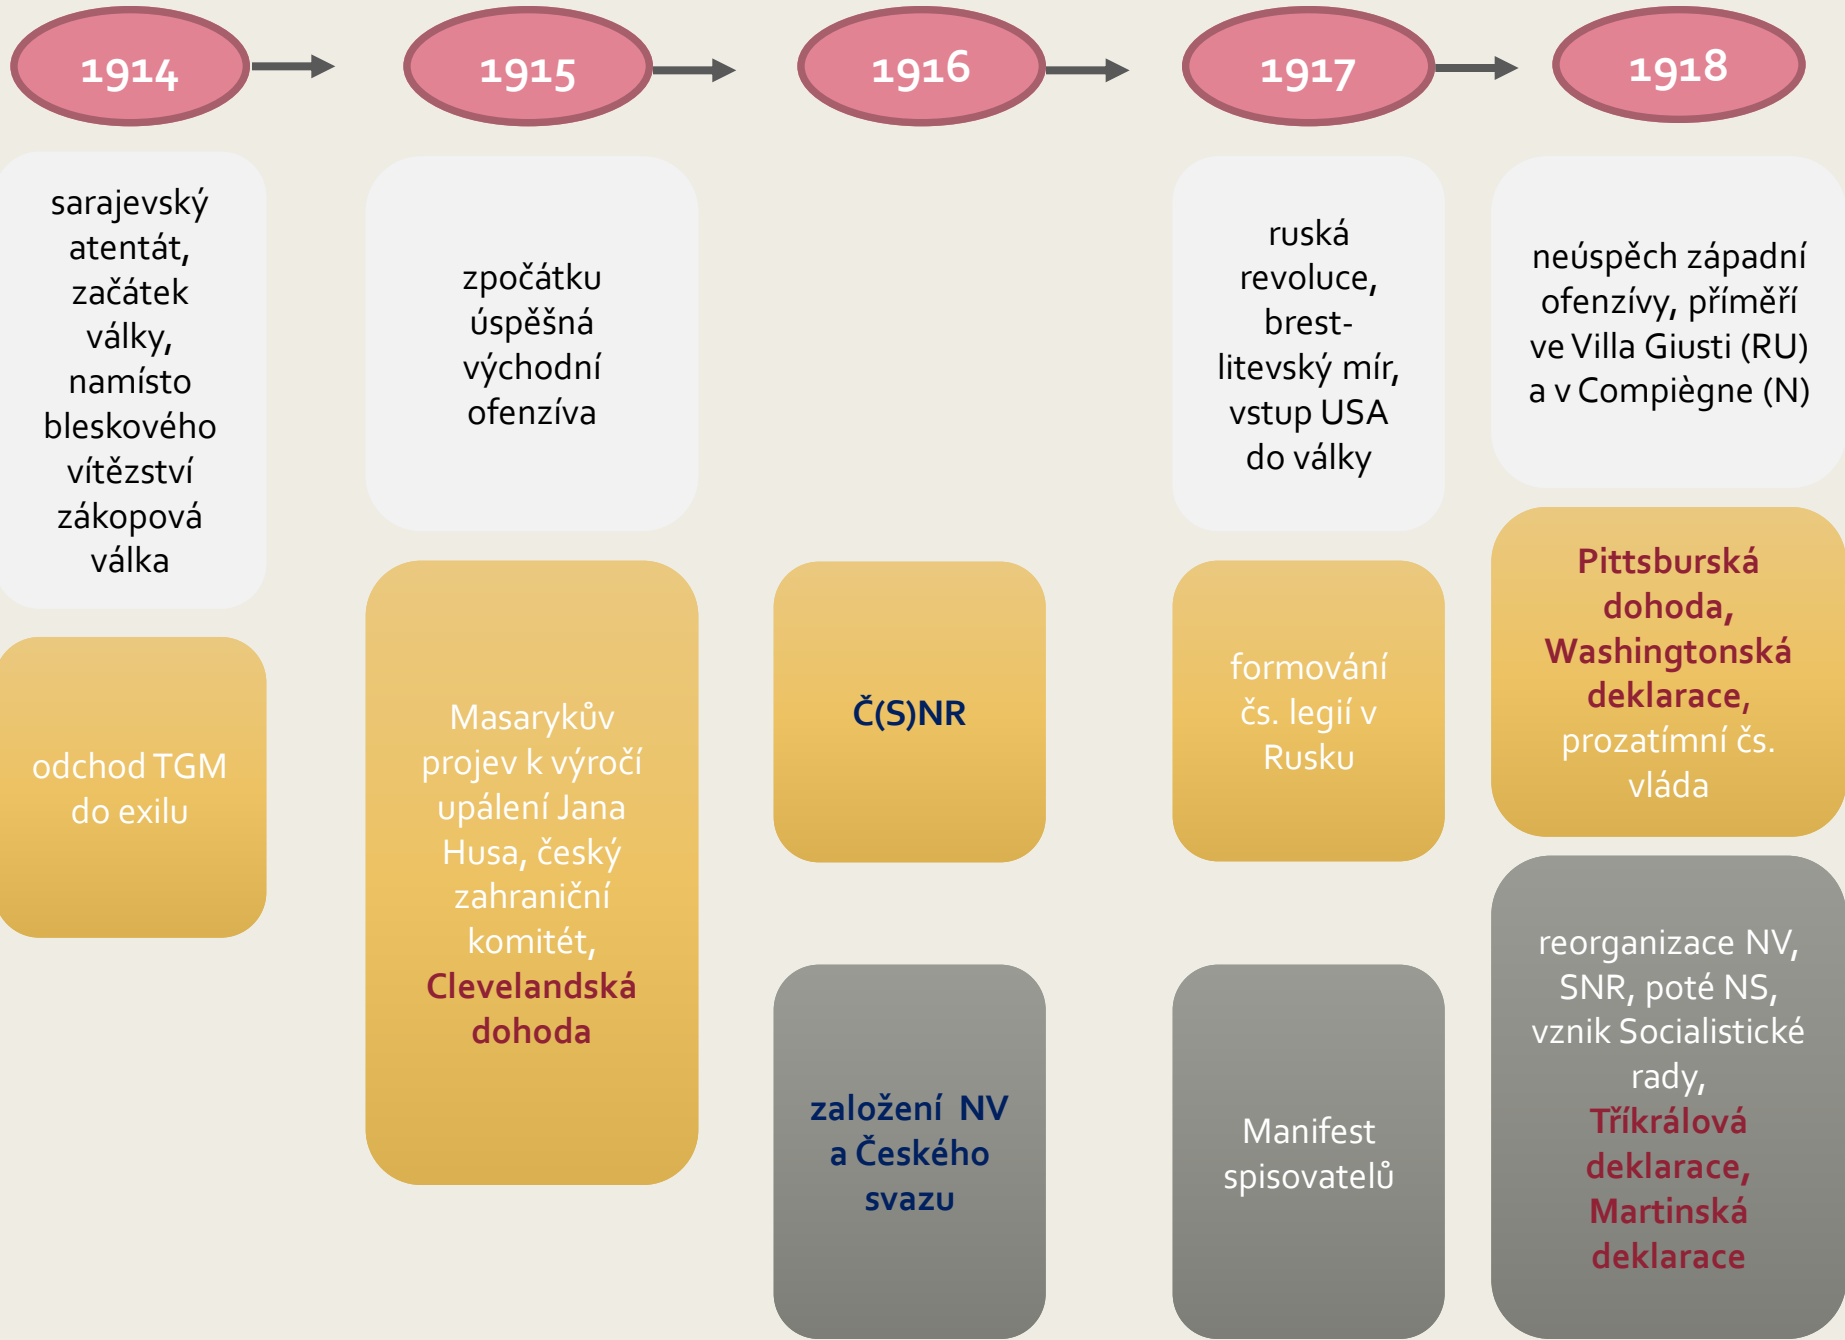 1914
1915
1916
1917
1918
sarajevský
atentát,
začátek
války,
namísto
bleskového
vítězství
zákopová
válka
zpočátku
úspěšná
východní
ofenzíva
ruská
revoluce,
brest-
litevský mír,
vstup USA
do války
neúspěch západní
ofenzívy, příměří
ve Villa Giusti (RU)
a v Compiègne (N)
odchod TGM
do exilu
Masarykův
projev k výročí
upálení Jana
Husa, český
zahraniční
komitét,
Clevelandská
dohoda
Č(S)NR
formování
čs. legií v
Rusku
Pittsburská
dohoda,
Washingtonská
deklarace,
prozatímní čs.
vláda
založení NV
a Českého
svazu
Manifest
spisovatelů
reorganizace NV,
SNR, poté NS,
vznik Socialistické
rady,
Tříkrálová
deklarace,
Martinská
deklarace